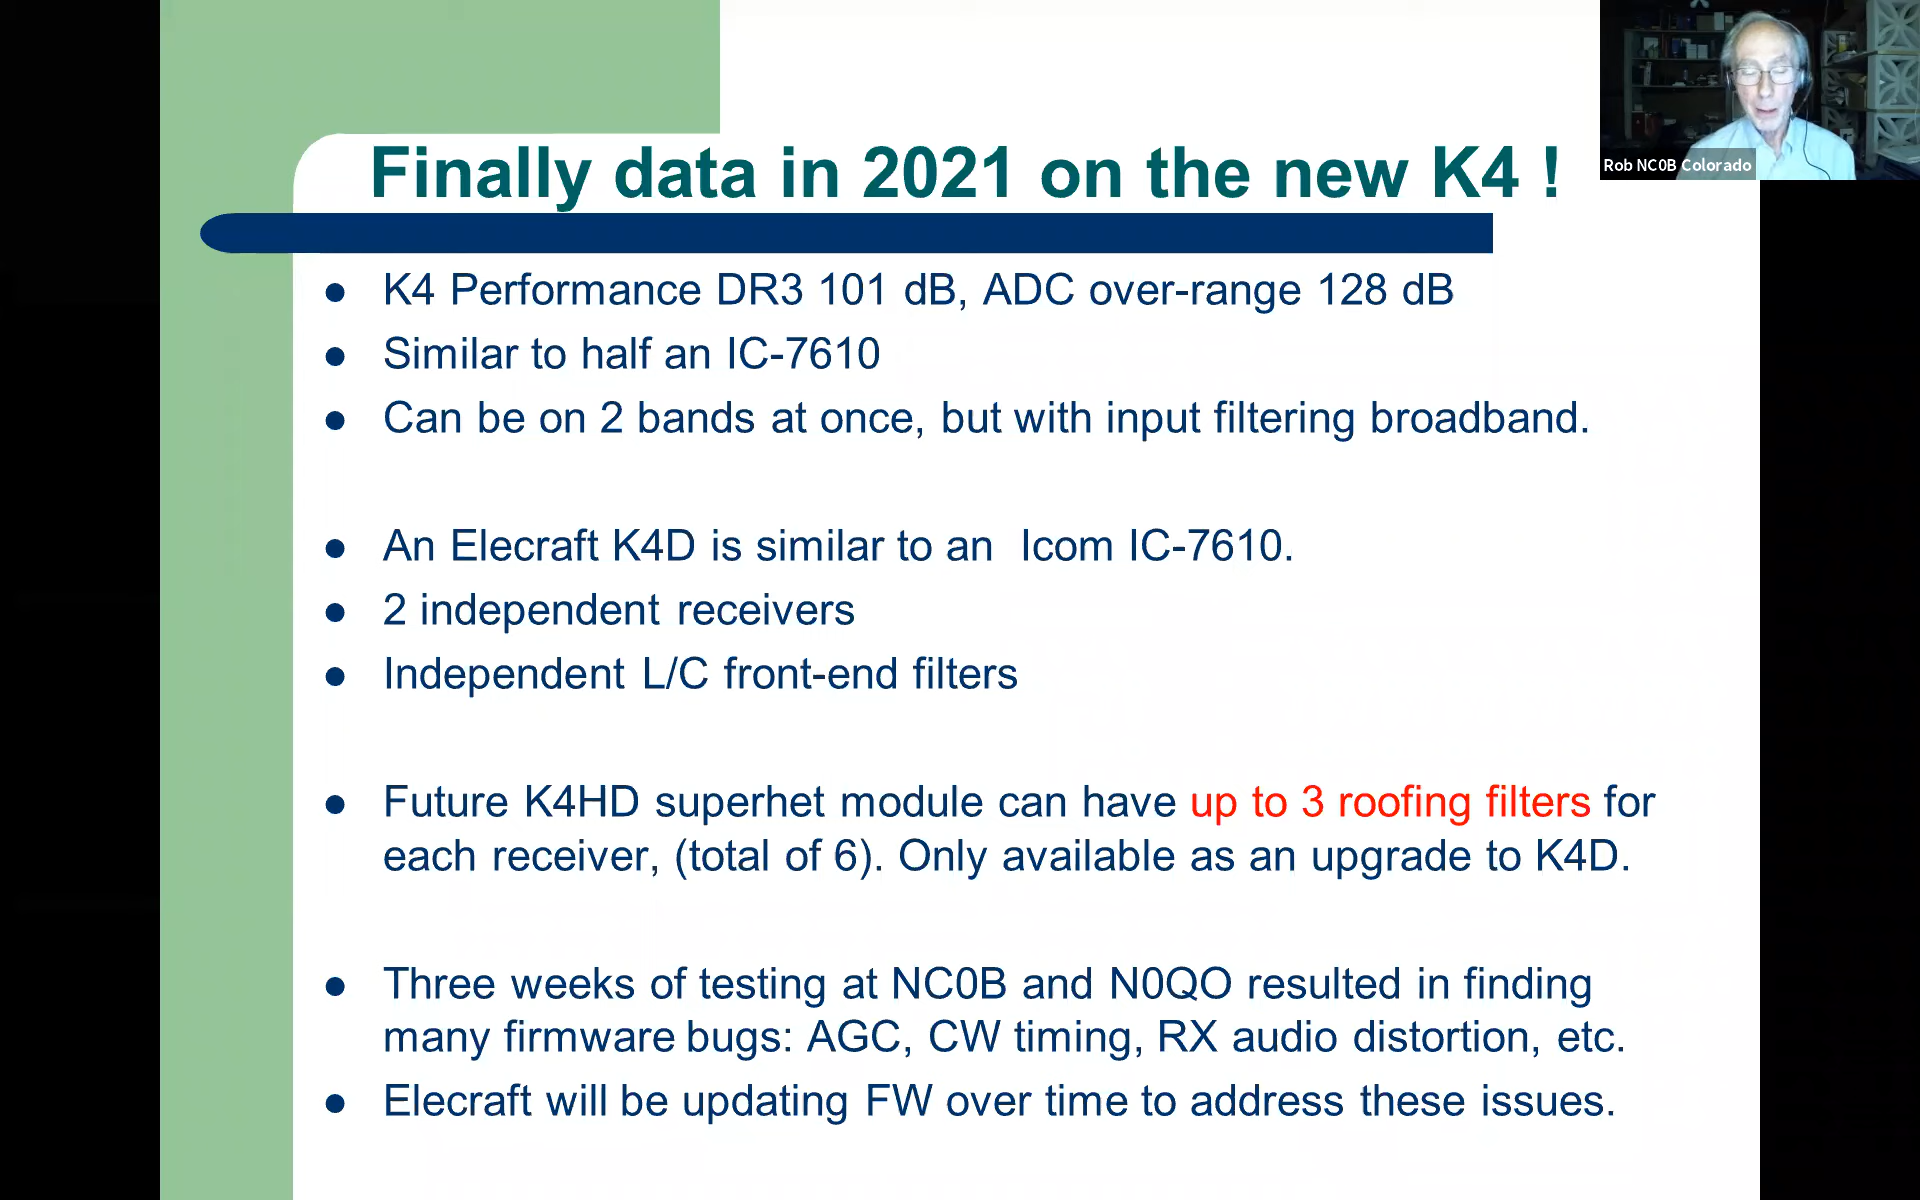 Finally data in 2021 on the new K4 !
Rob NC0B Colorado
K4 Performance DR3 101 dB, ADC over-range 128 dB
Similar to half an IC-7610
Can be on 2 bands at once, but with input filtering broadband.
An Elecraft K4D is similar to an Icom IC-7610.
2 independent receivers
Independent L/C front-end filters
Future K4HD superhet module can have up to 3 roofing filters for
each receiver, (total of 6). Only available as an upgrade to K4D.
Three weeks of testing at NC0B and N0QO resulted in finding
many firmware bugs: AGC, CW timing, RX audio distortion, etc.
Elecraft will be updating FW over time to address these issues.